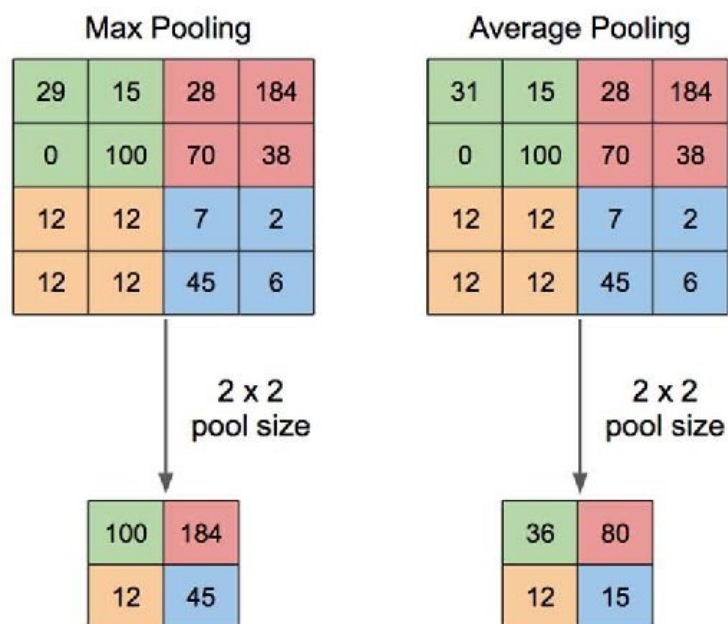 Max Pooling
29 15 28 184
0 100 70 38
12 12 7 2
12 12 45 6
2 x 2
pool size
100 184
12 45
Average Pooling
31 15 28 184
0 100 70 38
12 12 7 2
12 12 45 6
2 x 2
pool size
36 80
12 15